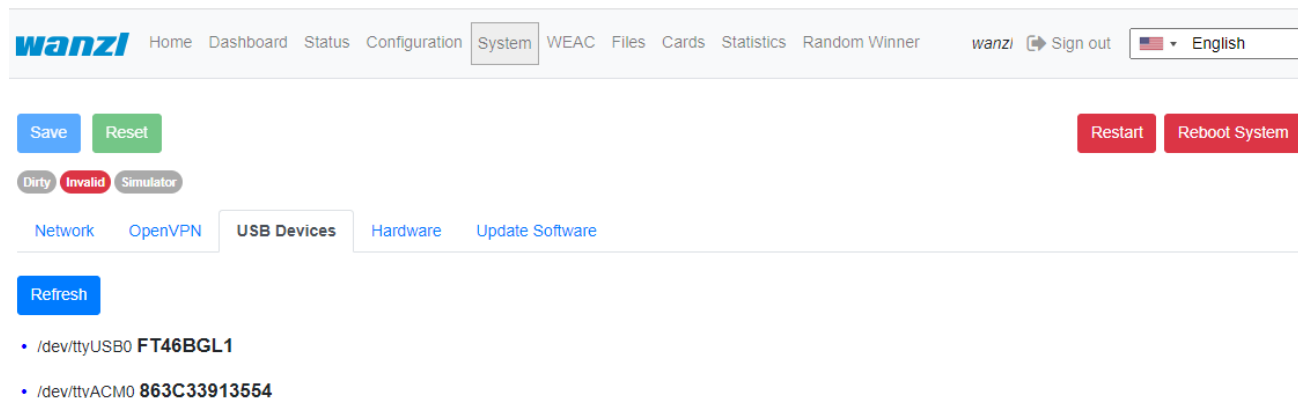 wanzl Home Dashboard Status Configuration System WEAC Files Cards Statistics Random Winner wanzl Sign out English
Save Reset Restart Reboot System
Dirty Invalid Simulator
Network OpenVPN USB Devices Hardware Update Software
Refresh
• /dev/ttyUSB0 FT46BGL1
• /dev/ttyACM0 863C33913554